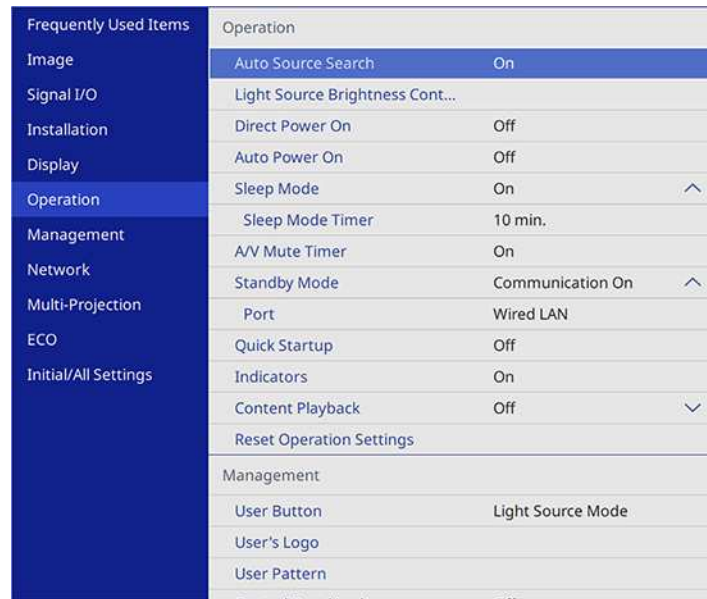 Frequently Used Items
Image
Signal I/O
Installation
Display
Operation
Management
Network
Multi-Projection
ECO
Initial/All Settings
Operation
Auto Source Search On
Light Source Brightness Cont...
Direct Power On Off
Auto Power On Off
Sleep Mode On
Sleep Mode Timer 10 min.
A/V Mute Timer On
Standby Mode Communication On
Port Wired LAN
Quick Startup Off
Indicators On
Content Playback Off
Reset Operation Settings
Management
User Button Light Source Mode
User's Logo
User Pattern